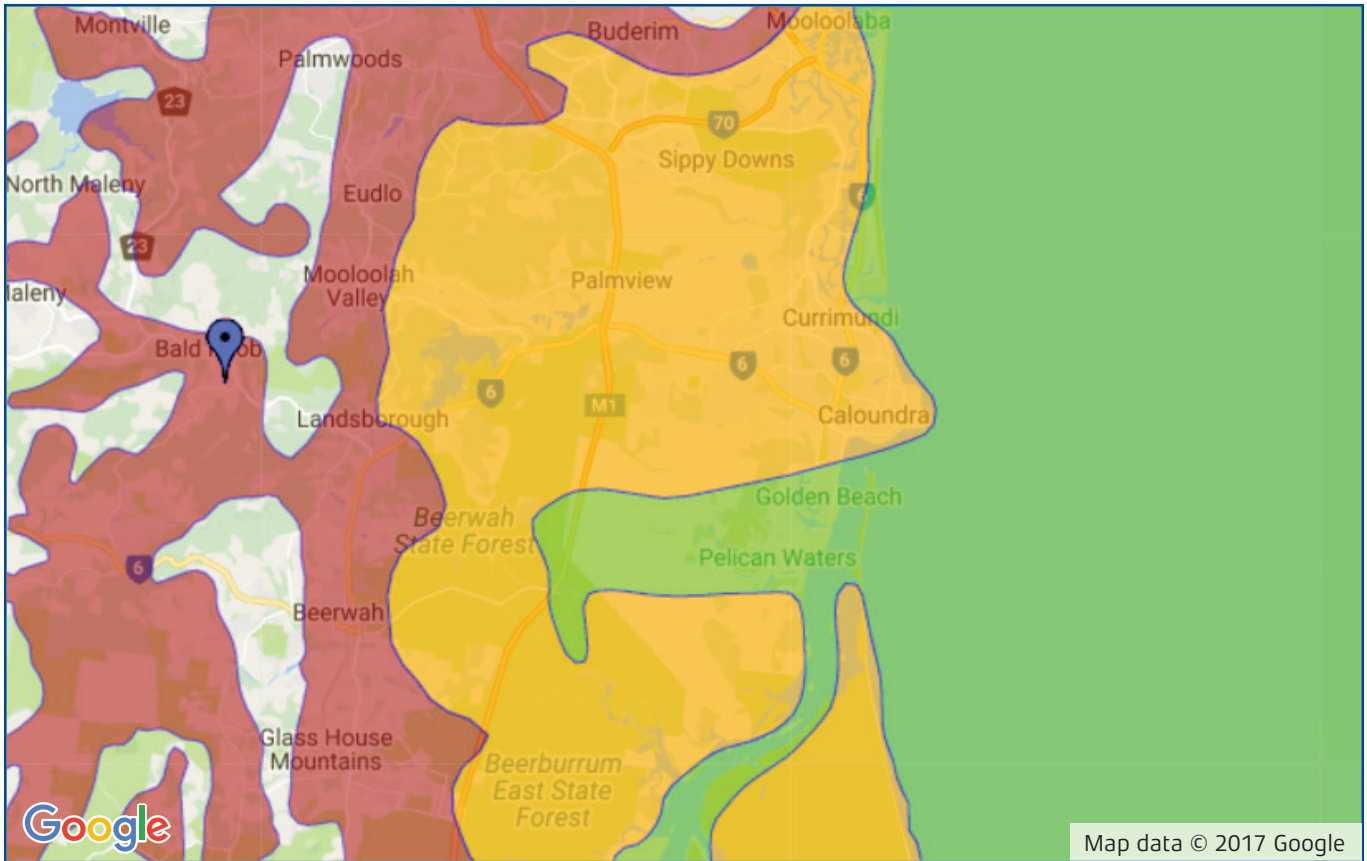 Montville
Buderim
Mooloolaba
Palmwoods
23
70
Sippy Downs
North Maleny
Eudlo
6
23
Mooloolah
Valley
Palmview
Currimundi
Bald
6
6
6
M1
Landsborough
Caloundra
Golden Beach
Beerwah
State Forest
Pelican Waters
6
Beerwah
Glass House
Mountains
Beerburrum
East State
Forest
Google
Map data © 2017 Google